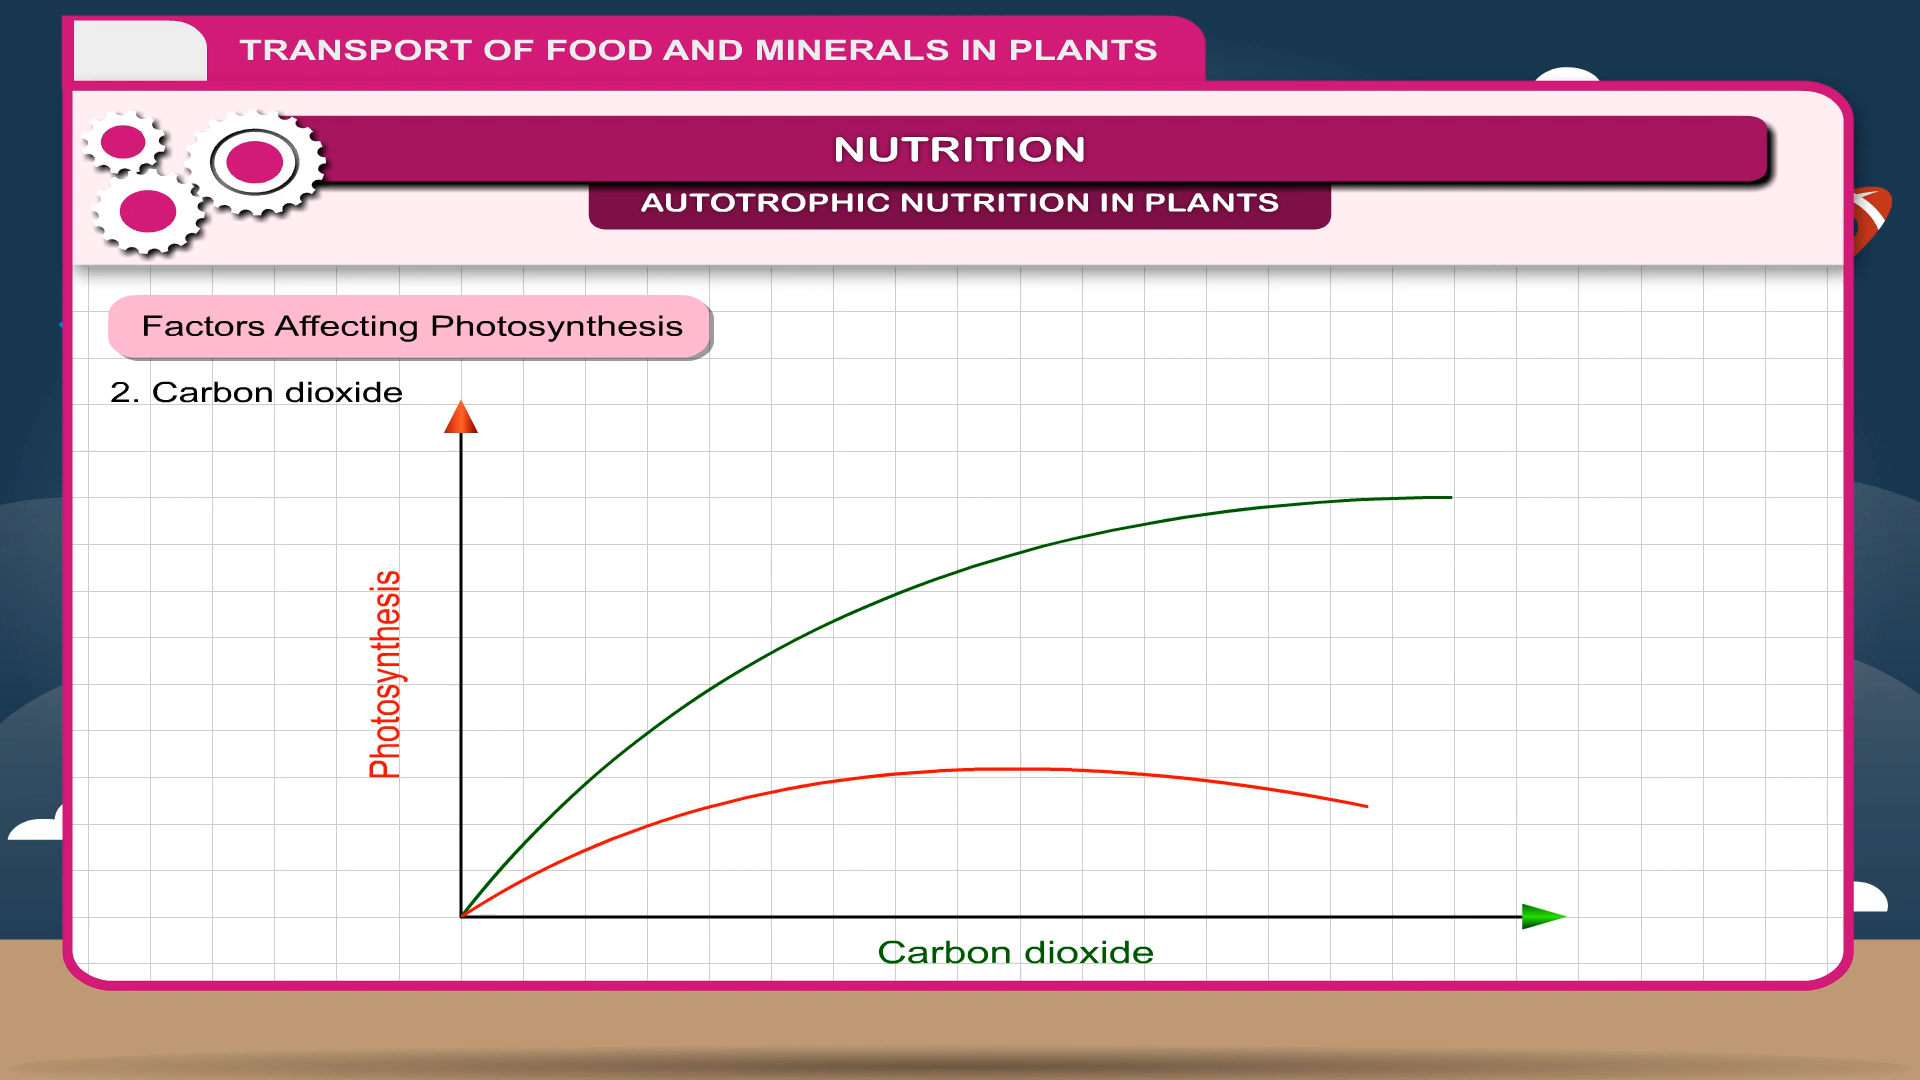 TRANSPORT OF FOOD AND MINERALS IN PLANTS
NUTRITION
AUTOTROPHIC NUTRITION IN PLANTS
Factors Affecting Photosynthesis
2. Carbon dioxide
Photosynthesis
Carbon dioxide